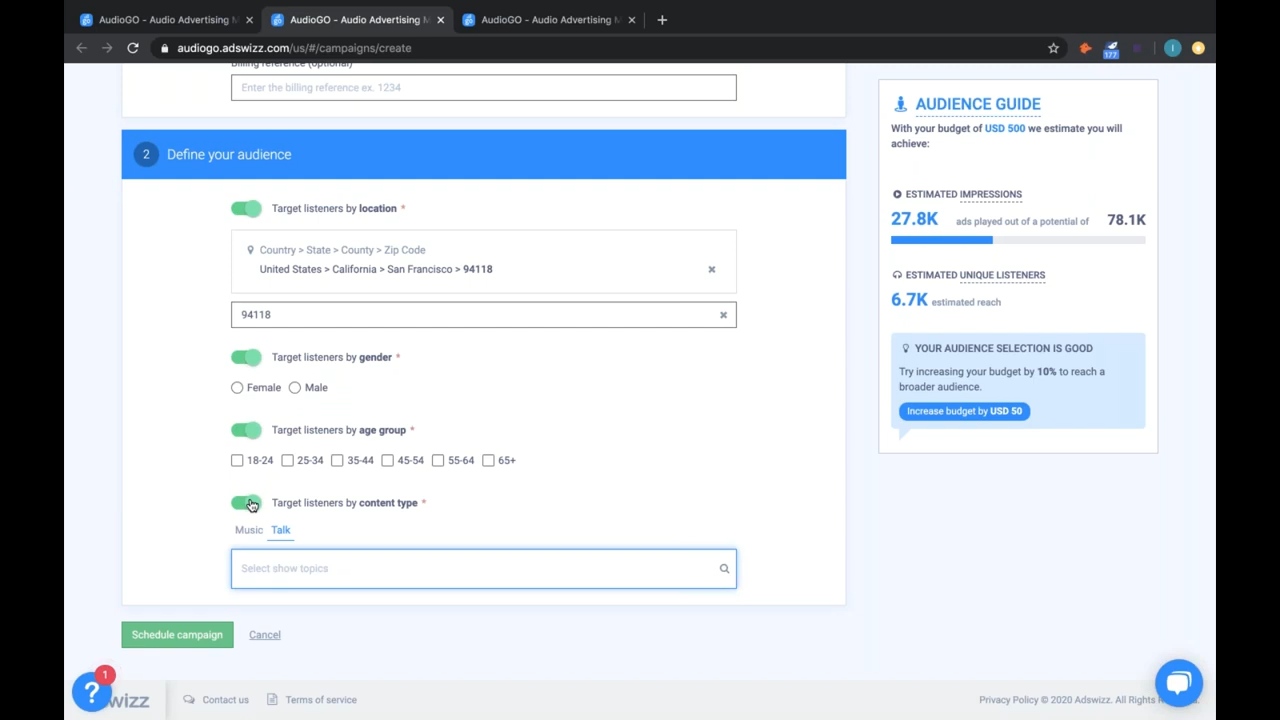 AudioGO - Audio Advertising M
AudioGO - Audio Advertising M
AudioGO - Audio Advertising M
audiogo.adswizz.com/us/#/campaigns/create
177
i
Billing reference (optional)
Enter the billing reference ex. 1234
2 Define your audience
Target listeners by location *
Country > State > County > Zip Code
United States > California > San Francisco > 94118
94118
Target listeners by gender *
Female Male
Target listeners by age group *
18-24 25-34 35-44 45-54 55-64 65+
Target listeners by content type *
Music Talk
Select show topics
Schedule campaign Cancel
AUDIENCE GUIDE
With your budget of USD 500 we estimate you will
achieve:
ESTIMATED IMPRESSIONS
27.8K ads played out of a potential of 78.1K
ESTIMATED UNIQUE LISTENERS
6.7K estimated reach
YOUR AUDIENCE SELECTION IS GOOD
Try increasing your budget by 10% to reach a
broader audience.
Increase budget by USD 50
? 1
wizz
Contact us Terms of service
Privacy Policy © 2020 Adswizz. All Rights